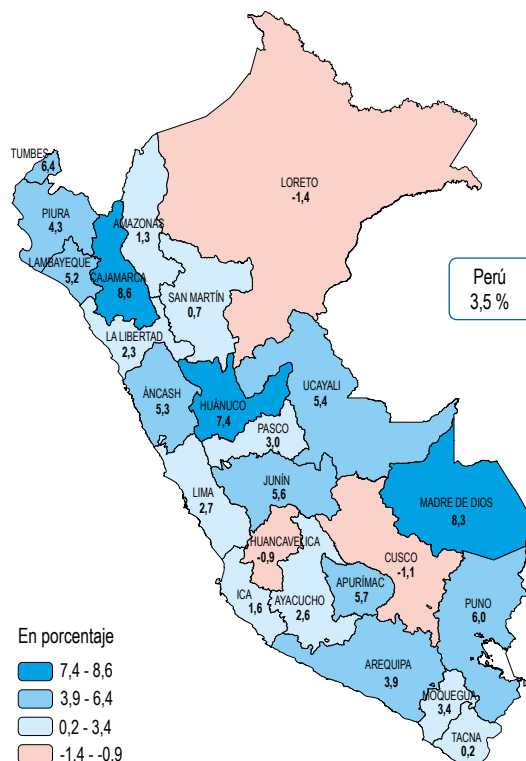 TUMBES
6,4
PIURA
4,3
LAMBAYEQUE
5,2
AMAZONAS
1,3
CAJAMARCA
8,6
LORETO
-1,4
SAN MARTÍN
0,7
LA LIBERTAD
2,3
Perú
3,5 %
ÁNCASH
5,3
HUÁNUCO
7,4
UCAYALI
5,4
PASCO
3,0
LIMA
2,7
JUNÍN
5,6
MADRE DE DIOS
8,3
HUANCAVELICA
-0,9
CUSCO
-1,1
ICA
1,6
AYACUCHO
2,6
APURÍMAC
5,7
PUNO
6,0
AREQUIPA
3,9
MOQUEGUA
3,4
TACNA
0,2
En porcentaje
7,4 - 8,6
3,9 - 6,4
0,2 - 3,4
-1,4 - -0,9